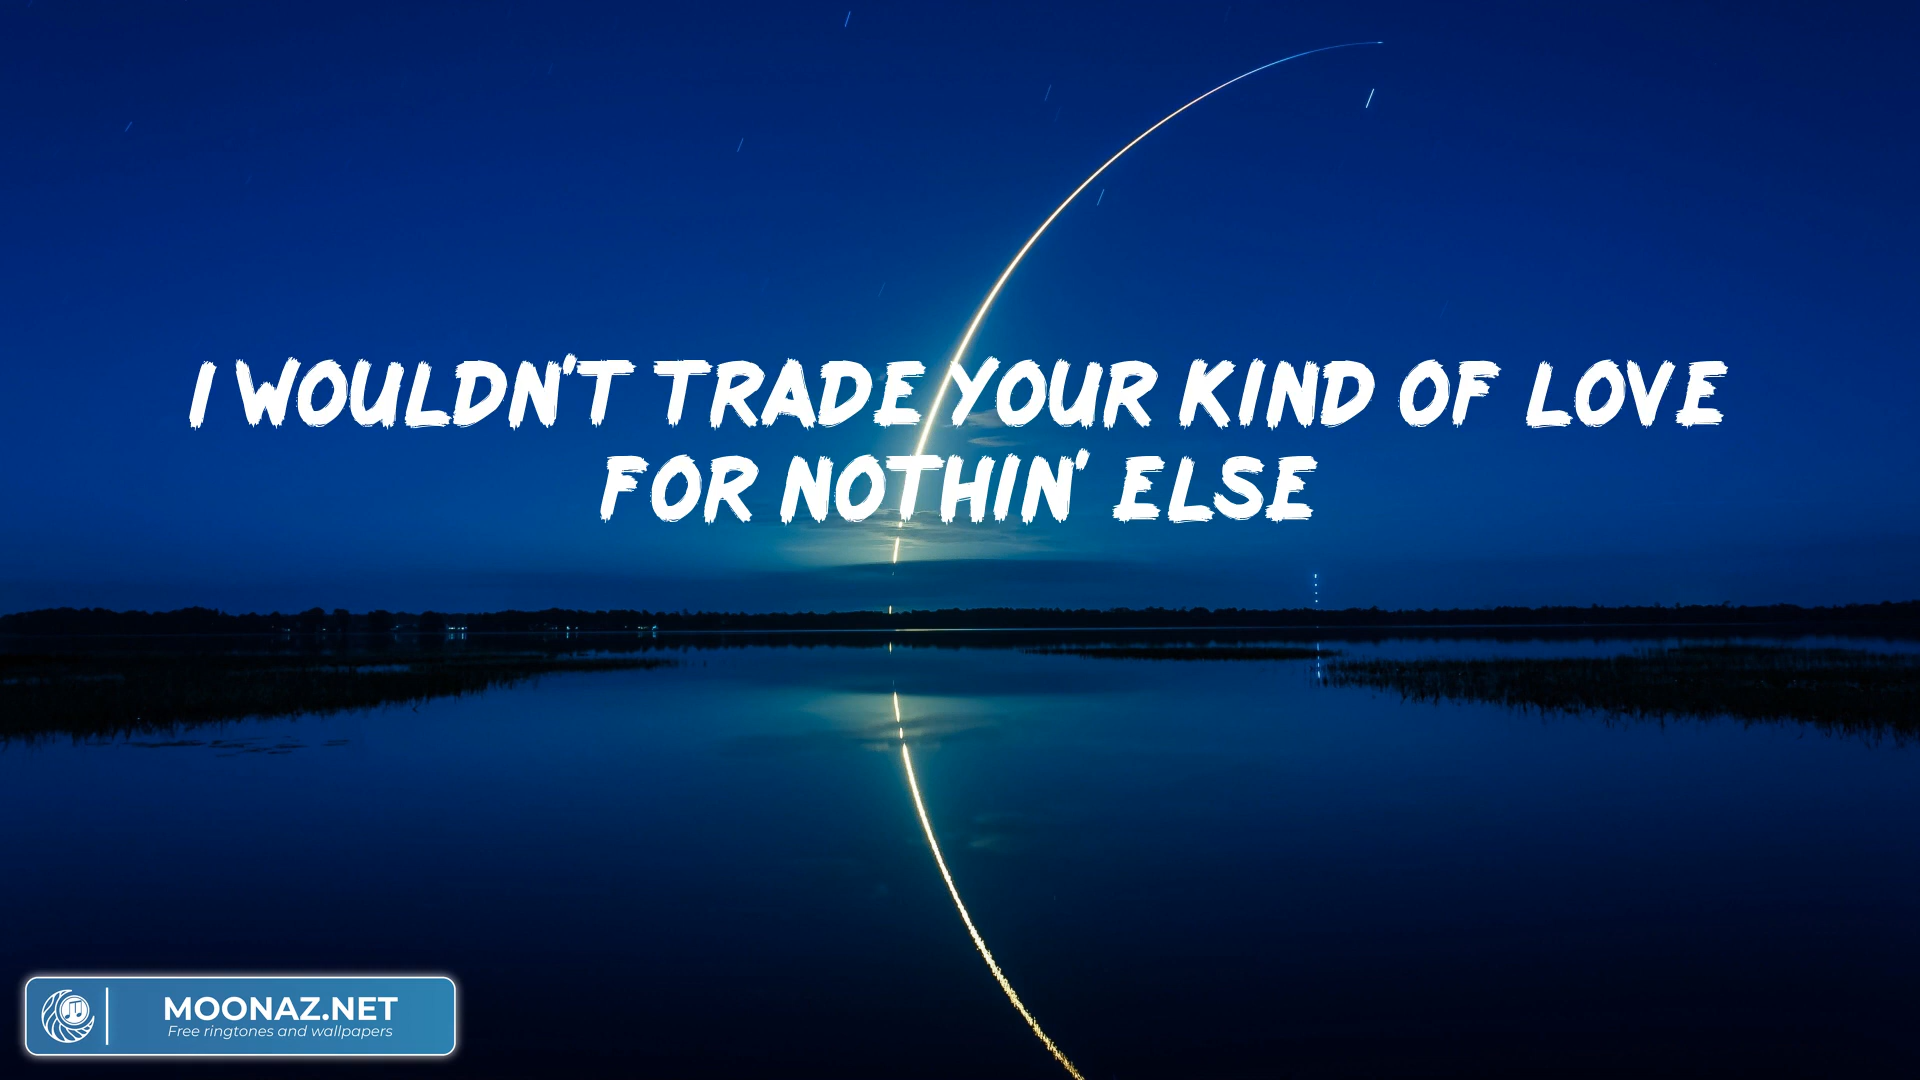 I WOULDN'T TRADE YOUR KIND OF LOVE
FOR NOTHIN' ELSE
MOONAZ.NET
Free ringtones and wallpapers